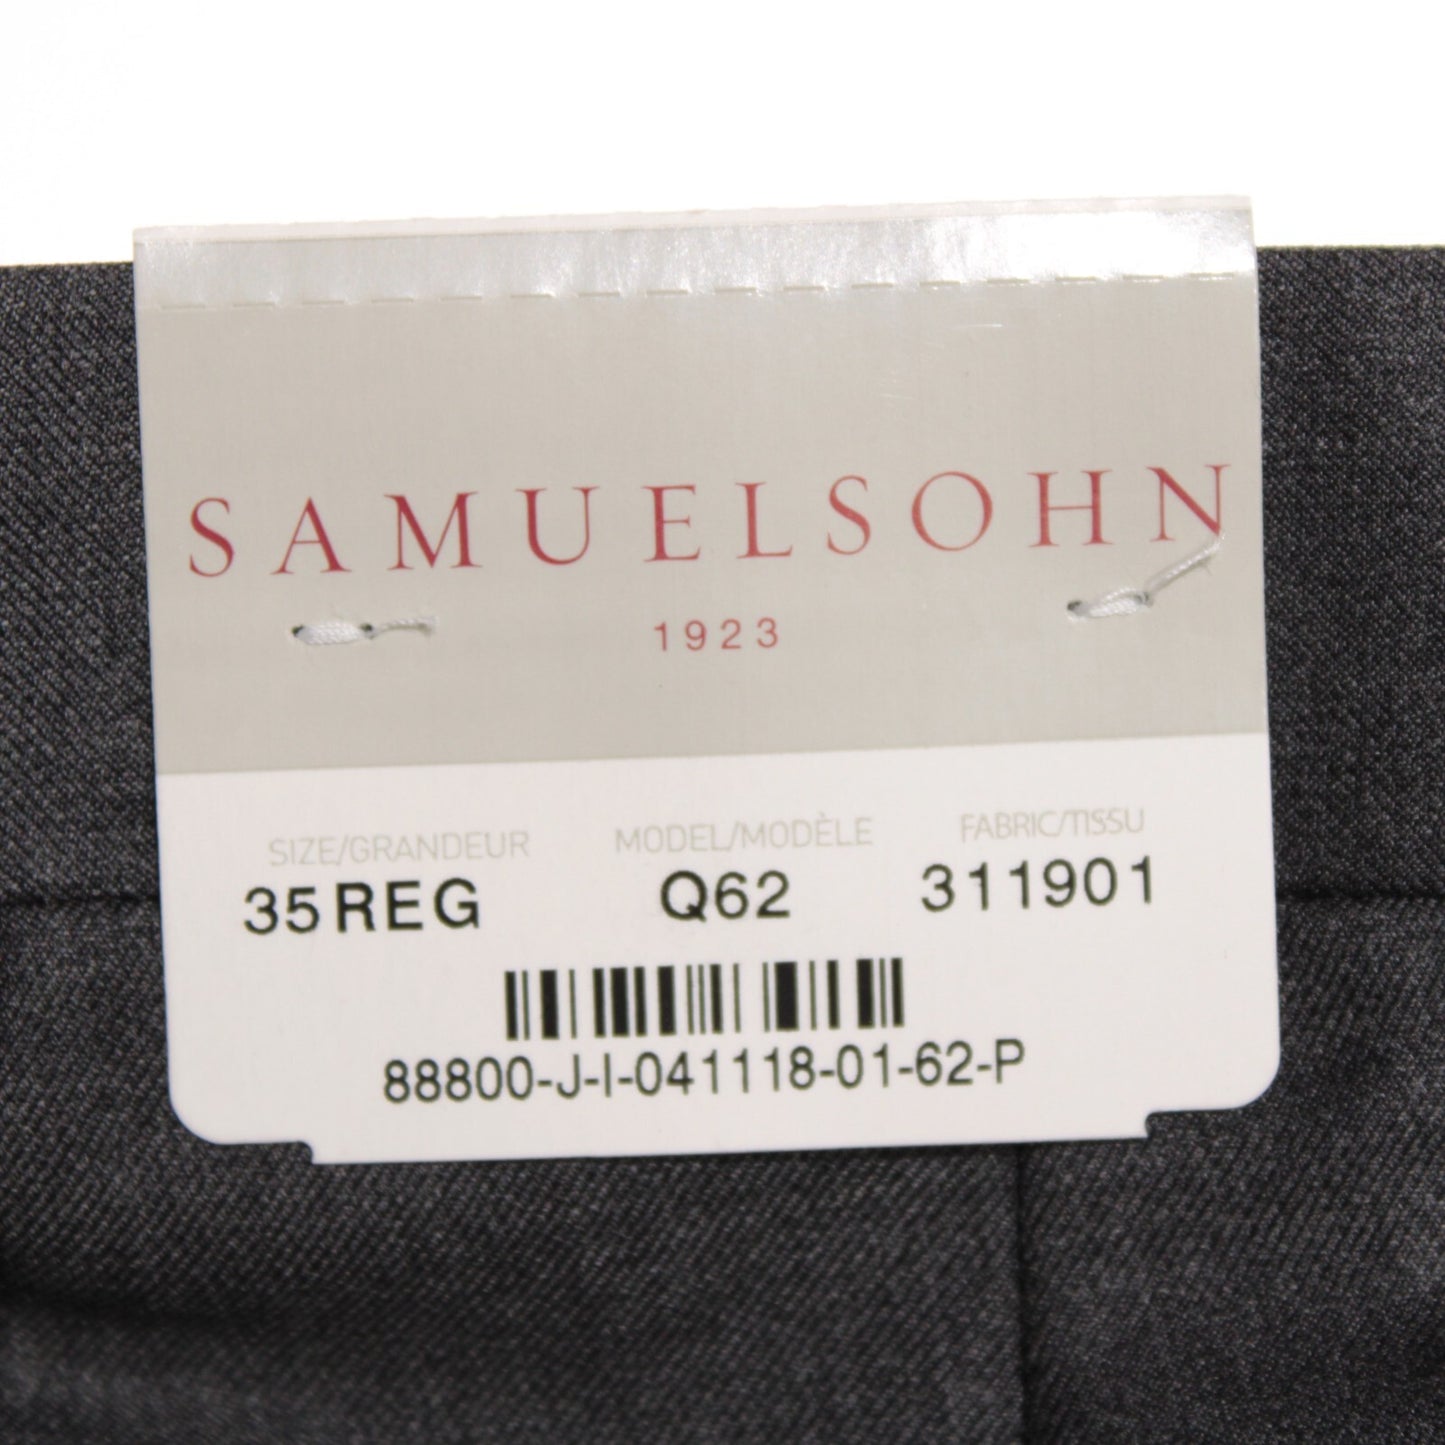 SAMUELSOHN
1923
SIZE/GRANDEUR MODEL/MODÈLE FABRIC/TISSU
35REG Q62 311901
88800-J-I-041118-01-62-P